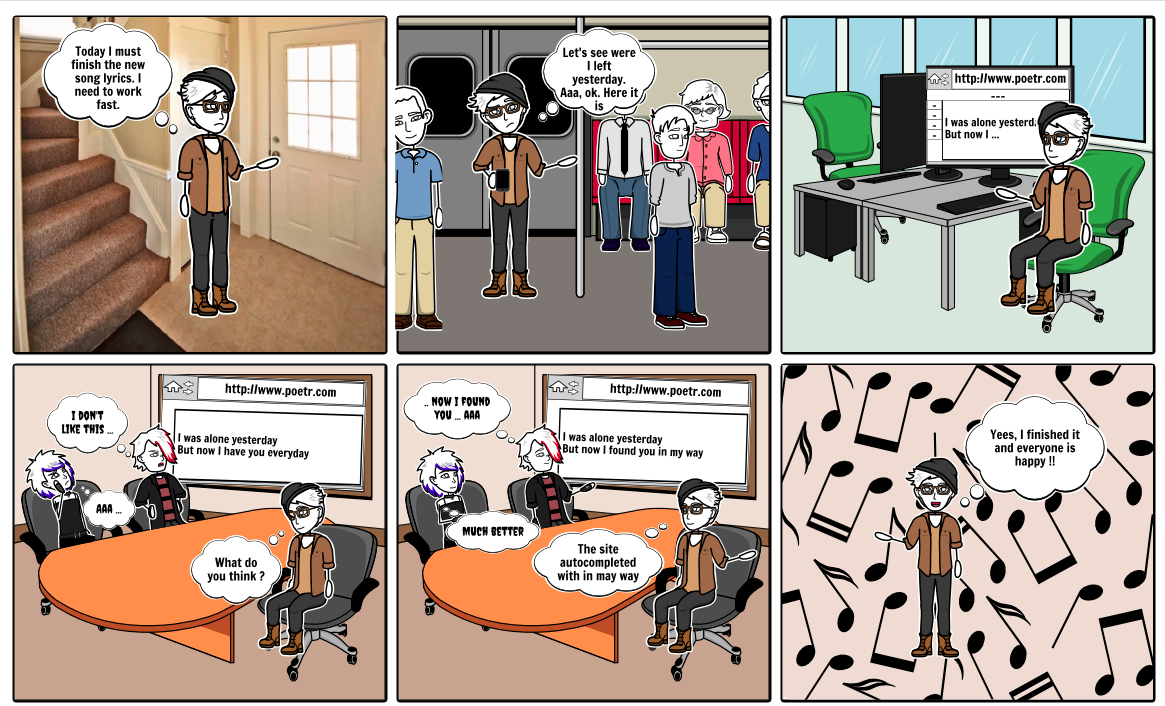 Today I must
finish the new
song lyrics. I
need to work
fast.
Let's see were
I left
yesterday.
Aaa, ok. Here it
is
http://www.poetr.com
---
I was alone yesterda
But now I ...
http://www.poetr.com
I DON'T
LIKE THIS ...
I was alone yesterday
But now I have you everyday
AAA ...
What do
you think ?
http://www.poetr.com
.. NOW I FOUND
YOU ... AAA
I was alone yesterday
But now I found you in my way
MUCH BETTER
The site
autocompleted
with in may way
Yees, I finished it
and everyone is
happy !!